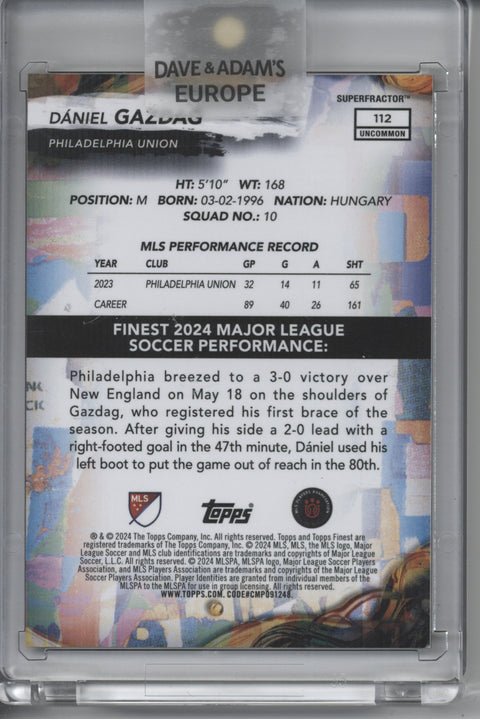 DAVE & ADAM'S
EUROPE
SUPERFRACTOR™
DÁNIEL GAZDAG
112
UNCOMMON
PHILADELPHIA UNION
HT: 5'10" WT: 168
POSITION: M BORN: 03-02-1996 NATION: HUNGARY
SQUAD NO.: 10
MLS PERFORMANCE RECORD
YEAR CLUB GP G A SHT
2023 PHILADELPHIA UNION 32 14 11 65
CAREER 89 40 26 161
FINEST 2024 MAJOR LEAGUE
SOCCER PERFORMANCE:
Philadelphia breezed to a 3-0 victory over
New England on May 18 on the shoulders of
Gazdag, who registered his first brace of the
season. After giving his side a 2-0 lead with a
right-footed goal in the 47th minute, Dániel used his
left boot to put the game out of reach in the 80th.
MLS
Topps
® & © 2024 The Topps Company, Inc. All rights reserved. Topps and Topps Finest are
registered trademarks of The Topps Company, Inc. © 2024 MLS, MLS, the MLS logo, Major
League Soccer and MLS club identifications are trademarks and copyrights of Major League
Soccer, L.L.C. All rights reserved. © 2024 MLSPA, MLSPA logo, Major League Soccer Players
Association, and MLS Players Association are trademarks and copyrights of the Major League
Soccer Players Association. Player Identities are granted from individual members of the
MLSPA to the MLSPA for use in group licensing. All rights reserved.
WWW.TOPPS.COM. CODE#CMP091248.